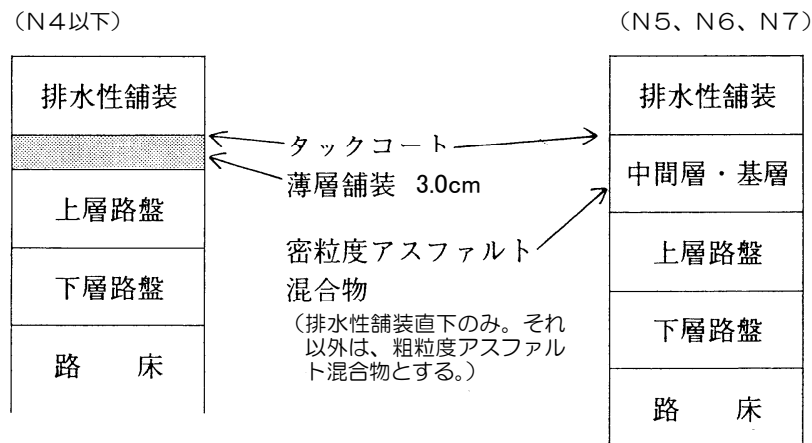 (N4以下)
排水性舗装
上層路盤
下層路盤
路 床
タックコート
薄層舗装 3.0cm
密粒度アスファルト
混合物
(排水性舗装直下のみ。それ
以外は、粗粒度アスファル
ト混合物とする。)
(N5、N6、N7)
排水性舗装
中間層・基層
上層路盤
下層路盤
路 床